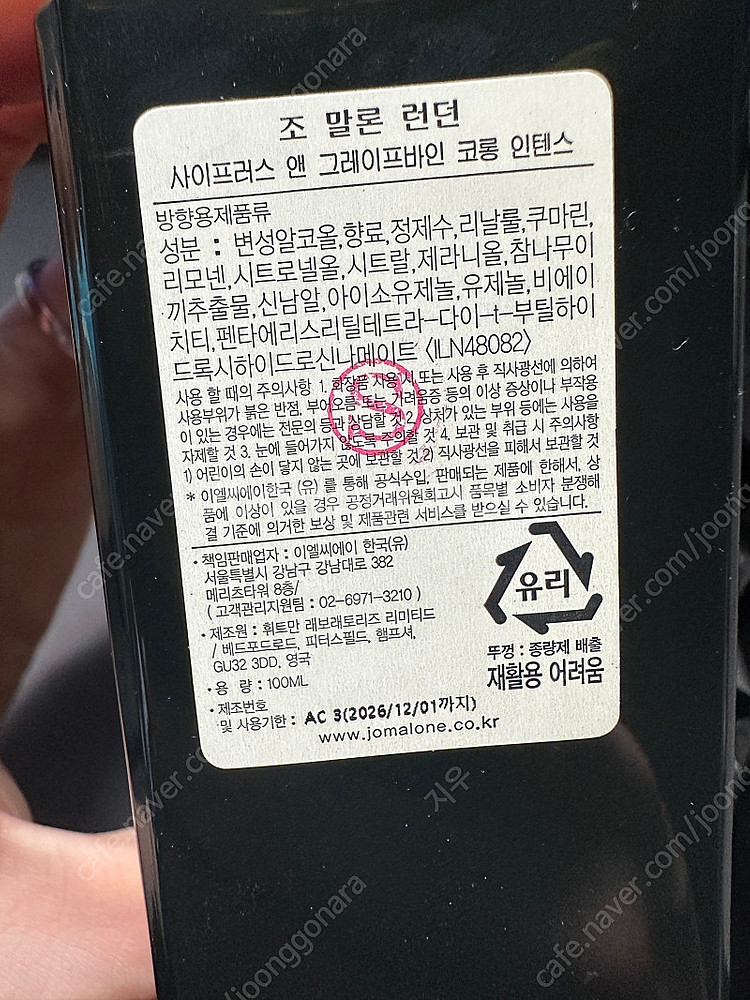 조 말론 런던
사이프러스 앤 그레이프바인 코롱 인텐스
방향용제품류
성분 : 변성알코올,향료,정제수,리날룰,쿠마린,
리모넨,시트로넬올,시트랄,제라니올,참나무이
끼추출물,신남알,아이소유제놀,유제놀,비에이
치티,펜타에리스리틸테트라-다이-t-부틸하이
드록시하이드로신나메이트 <ILN48082>
사용 할 때의 주의사항 1. 화장품 사용 시 또는 사용 후 직사광선에 의하여
사용부위가 붉은 반점, 부어오름 또는 가려움증 등의 이상 증상이나 부작용
이 있는 경우에는 전문의 등과 상담할 것 2. 상처가 있는 부위 등에는 사용을
자제할 것 3. 눈에 들어가지 않도록 주의할 것 4. 보관 및 취급 시 주의사항
1) 어린이의 손이 닿지 않는 곳에 보관할 것 2) 직사광선을 피해서 보관할 것
* 이엘씨에이한국 (유) 를 통해 공식수입, 판매되는 제품에 한해서, 상
품에 이상이 있을 경우 공정거래위원회고시 품목별 소비자 분쟁해
결 기준에 의거한 보상 및 제품관련 서비스를 받으실 수 있습니다.
· 책임판매업자 : 이엘씨에이 한국(유)
서울특별시 강남구 강남대로 382
메리츠타워 8층/
( 고객관리지원팀 : 02-6971-3210 )
· 제조원 : 휘트만 래보래토리즈 리미티드
/ 베드포드로드, 피터스필드, 햄프셔,
GU32 3DD, 영국
· 용 량 : 100ML
· 제조번호
및 사용기한 : AC 3(2026/12/01까지)
www.jomalone.co.kr
유리
뚜껑 : 종량제 배출
재활용 어려움
S
지우
cafe.naver.com/joonggonara
cafe.naver.com/joonggonara
cafe.naver.com/joonggonara